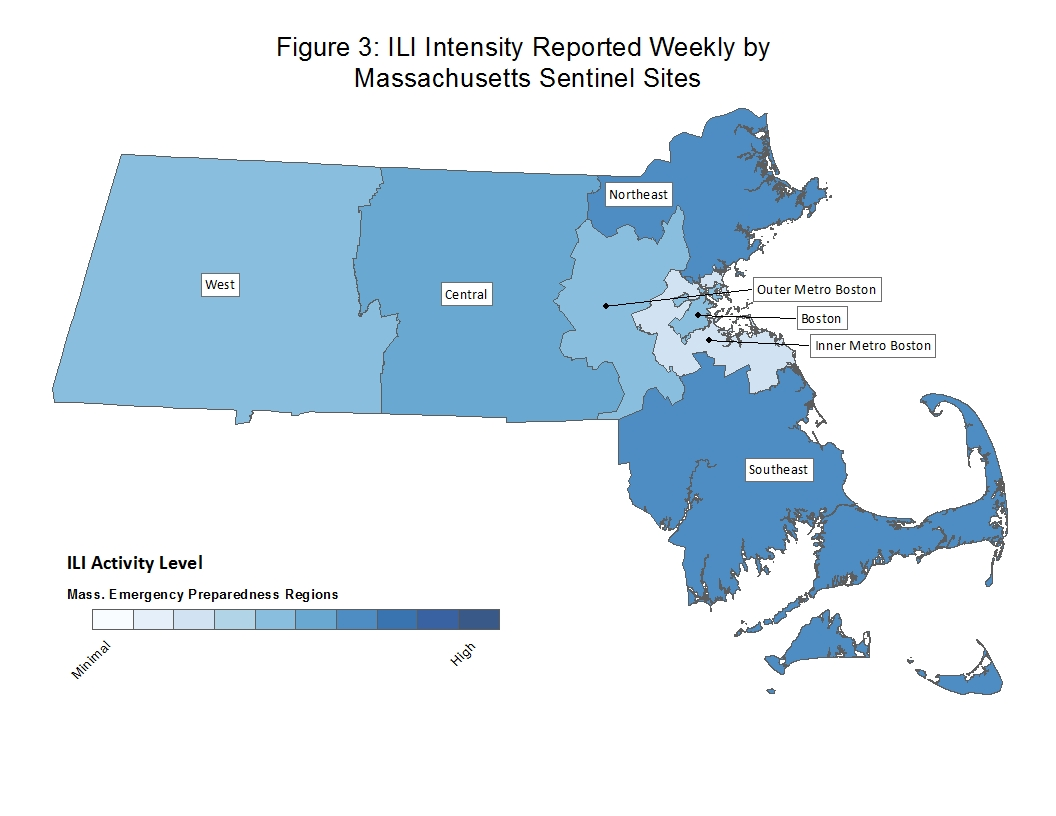 Figure 3: ILI Intensity Reported Weekly by
Massachusetts Sentinel Sites
Northeast
West
Central
Outer Metro Boston
Boston
Inner Metro Boston
Southeast
ILI Activity Level
Mass. Emergency Preparedness Regions
Minimal
High